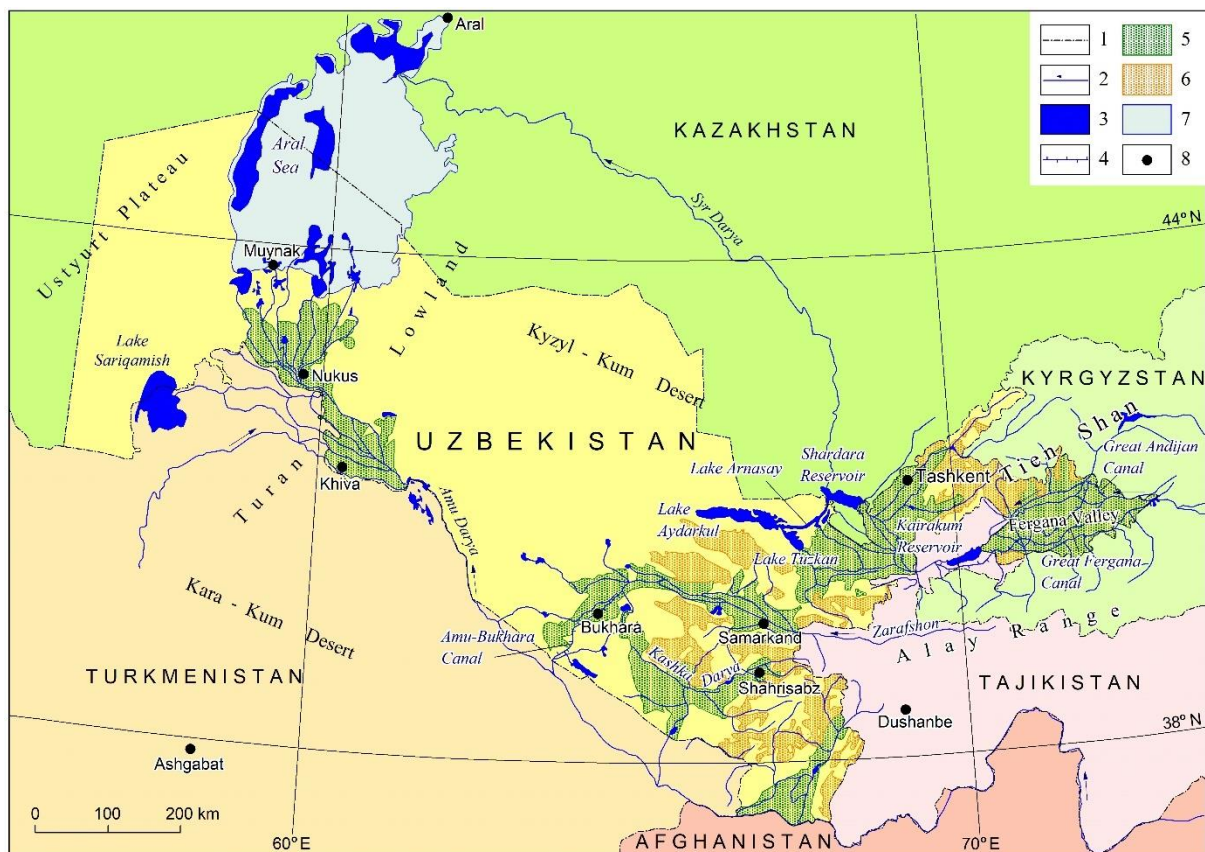 Aral
1
5
2
6
3
7
4
8
KAZAKHSTAN
Aral
Sea
Syr Darya
44° N
Ustyurt Plateau
Muynak
Turan Lowland
Kyzyl - Kum Desert
Lake
Sariqamish
Nukus
KYRGYZSTAN
Tien Shan
UZBEKISTAN
Shardara
Reservoir
Great Andijan
Canal
Lake Arnasay
Tashkent
Khiva
Amu Darya
Lake
Aydarkul
Kairakum
Reservoir
Fergana Valley
Lake Tuzkan
Great Fergana
Canal
Kara - Kum Desert
Bukhara
Samarkand
Zarafshon
Alay Range
Amu-Bukhara
Canal
Kashka Darya
Shahrisabz
TURKMENISTAN
TAJIKISTAN
Dushanbe
38° N
Ashgabat
0 100 200 km
60° E
AFGHANISTAN
70° E